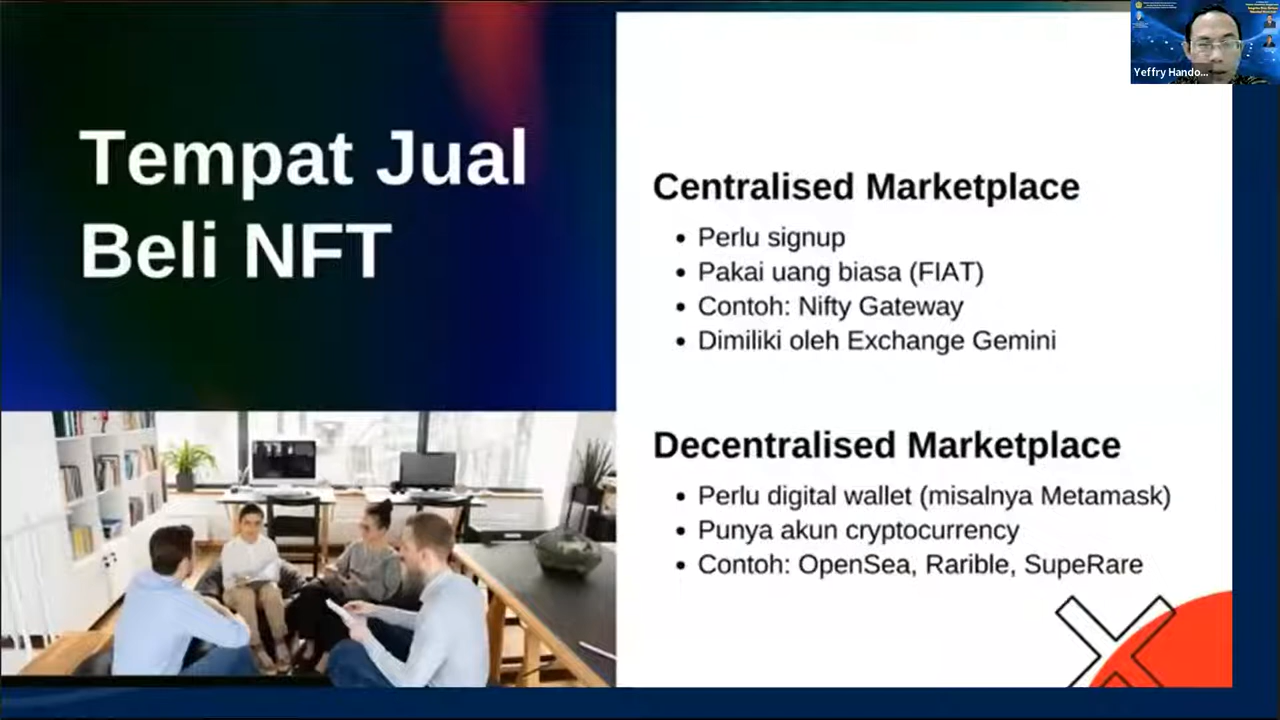 Tempat Jual
Beli NFT
Centralised Marketplace
• Perlu signup
• Pakai uang biasa (FIAT)
• Contoh: Nifty Gateway
• Dimiliki oleh Exchange Gemini
Decentralised Marketplace
• Perlu digital wallet (misalnya Metamask)
• Punya akun cryptocurrency
• Contoh: OpenSea, Rarible, SupeRare
Yeffry Hando...